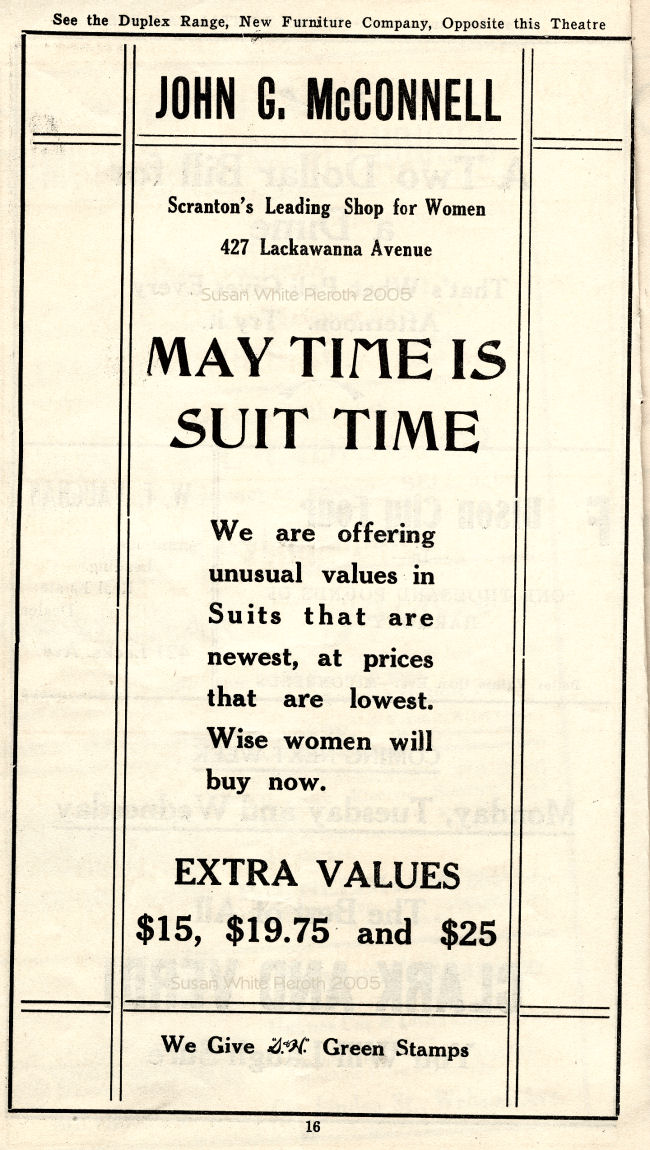 See the Duplex Range, New Furniture Company, Opposite this Theatre
JOHN G. McCONNELL
Scranton's Leading Shop for Women
427 Lackawanna Avenue
Susan White Pieroth 2005
MAY TIME IS
SUIT TIME
We are offering
unusual values in
Suits that are
newest, at prices
that are lowest.
Wise women will
buy now.
EXTRA VALUES
$15, $19.75 and $25
Susan White Pieroth 2005
We Give S.&H. Green Stamps
16